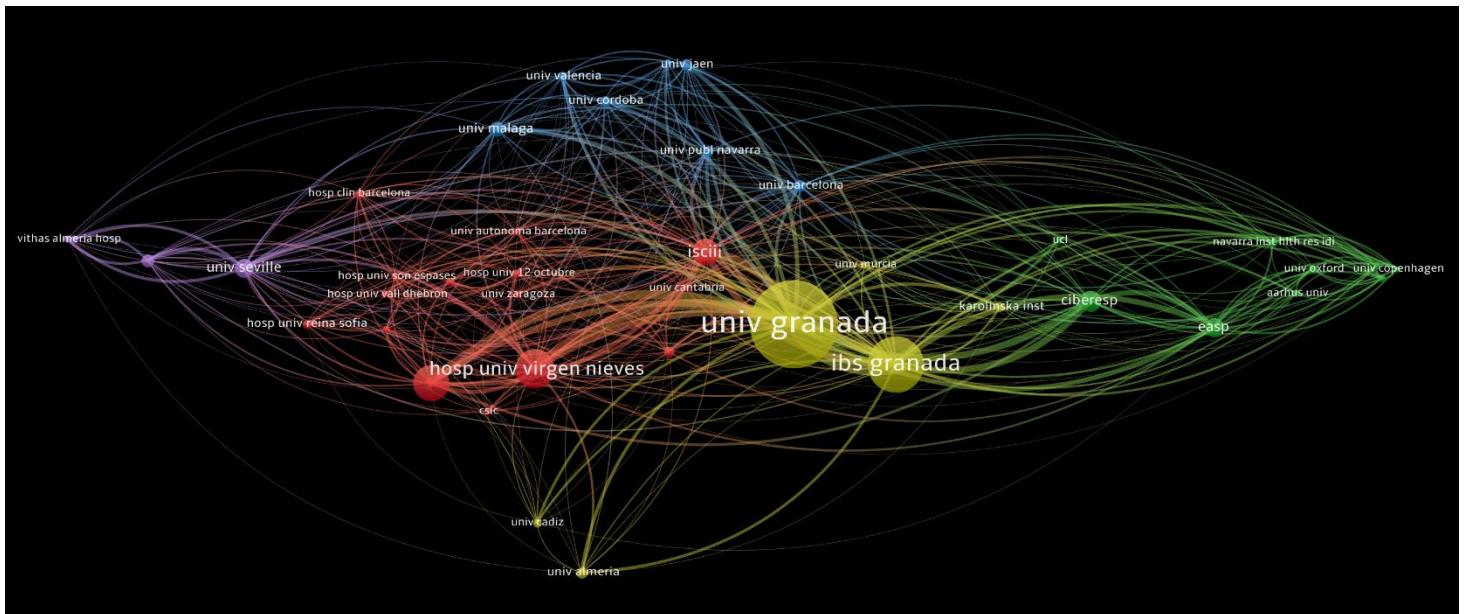 univ jaen
univ valencia
univ cordoba
univ malaga
univ publ navarra
univ barcelona
hosp clin barcelona
univ autonoma barcelona
vithas almeria hosp
univ seville
isciii
ucl
navarra inst hlth res idi
hosp univ son espases
hosp univ 12 octubre
univ murcia
univ oxford
univ copenhagen
hosp univ vall dhebron
univ zaragoza
univ cantabria
aarhus univ
karolinska inst
ciberesp
hosp univ reina sofia
univ granada
easp
hosp univ virgen nieves
ibs granada
csic
univ cadiz
univ almeria